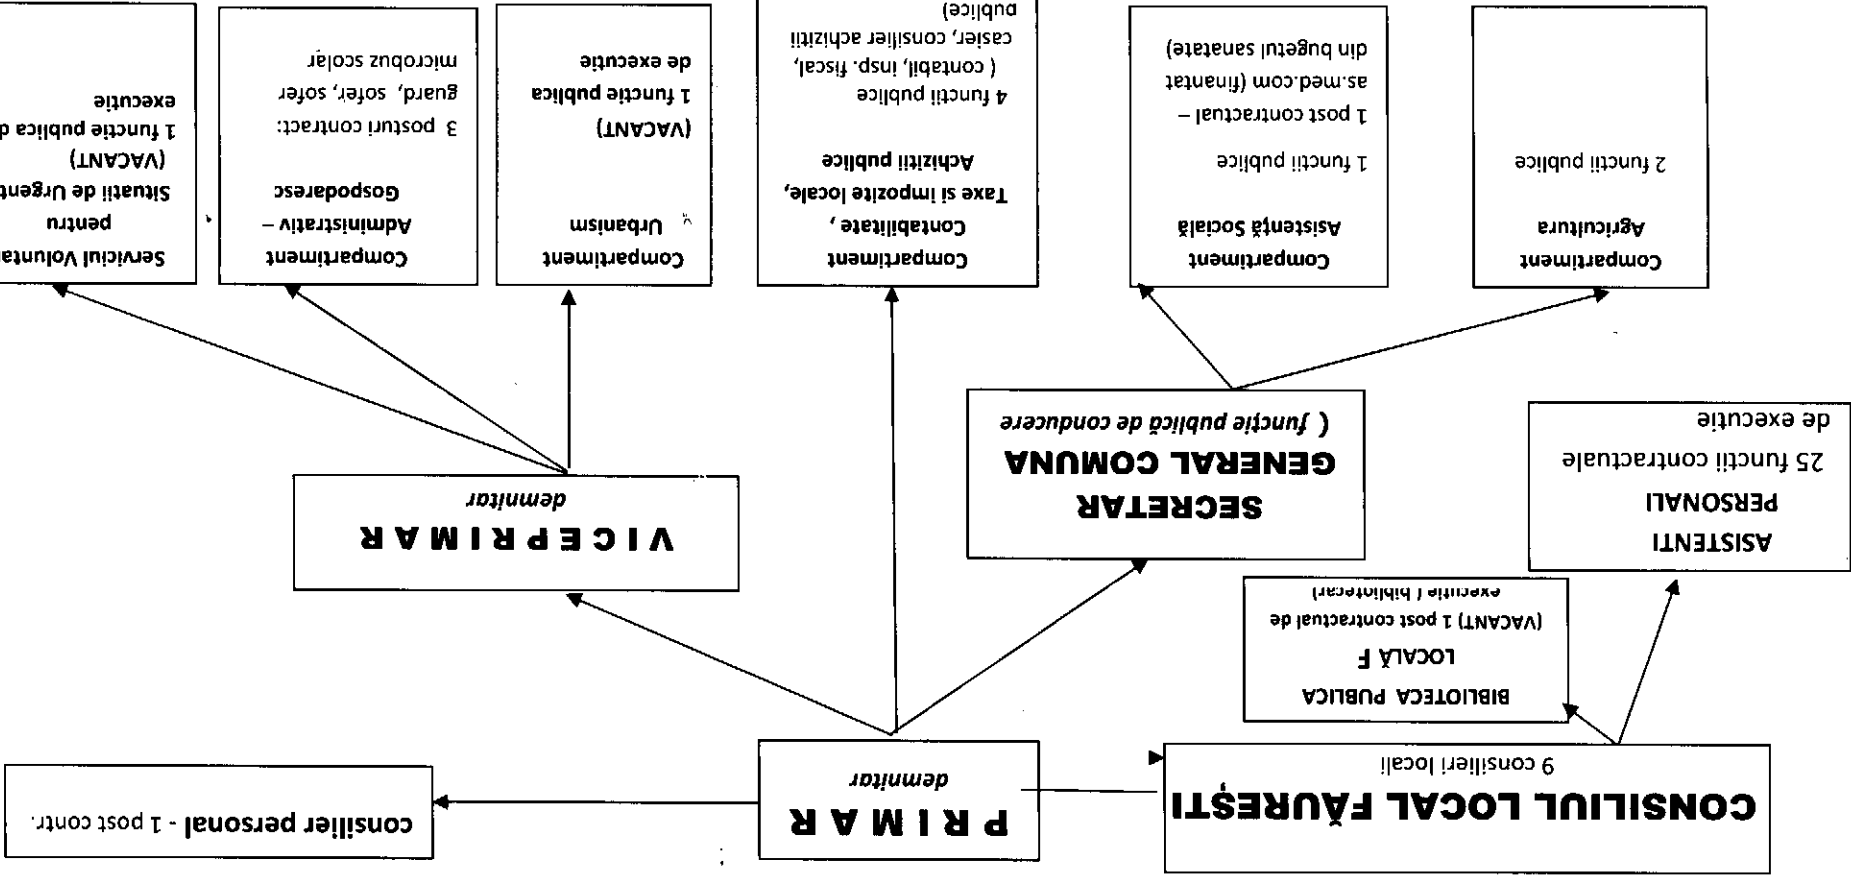 CONSILIUL LOCAL FĂUREȘTI
9 consilieri locali
PRIMAR
demnitar
consilier personal - 1 post contr.
BIBLIOTECA PUBLICA
LOCALĂ F
(VACANT) 1 post contractual de
executie ( bibliotecar)
ASISTENTI
PERSONALI
25 functii contractuale
de executie
SECRETAR
GENERAL COMUNA
( funcție publică de conducere
VICEPRIMAR
demnitar
Compartiment
Agricultura
2 functii publice
Compartiment
Asistență Socială
1 functii publice
1 post contractual –
as.med.com (finantat
din bugetul sanatate)
Compartiment
Contabilitate ,
Taxe si impozite locale,
Achizitii publice
4 functii publice
( contabil, insp. fiscal,
casier, consilier achizitii
publice)
Compartiment
Urbanism
(VACANT)
1 functie publica
de executie
Compartiment
Administrativ –
Gospodaresc
3 posturi contract:
guard, sofer, sofer
microbuz scolar
Serviciul Voluntar
pentru
Situatii de Urgent
(VACANT)
1 functie publica d
executie